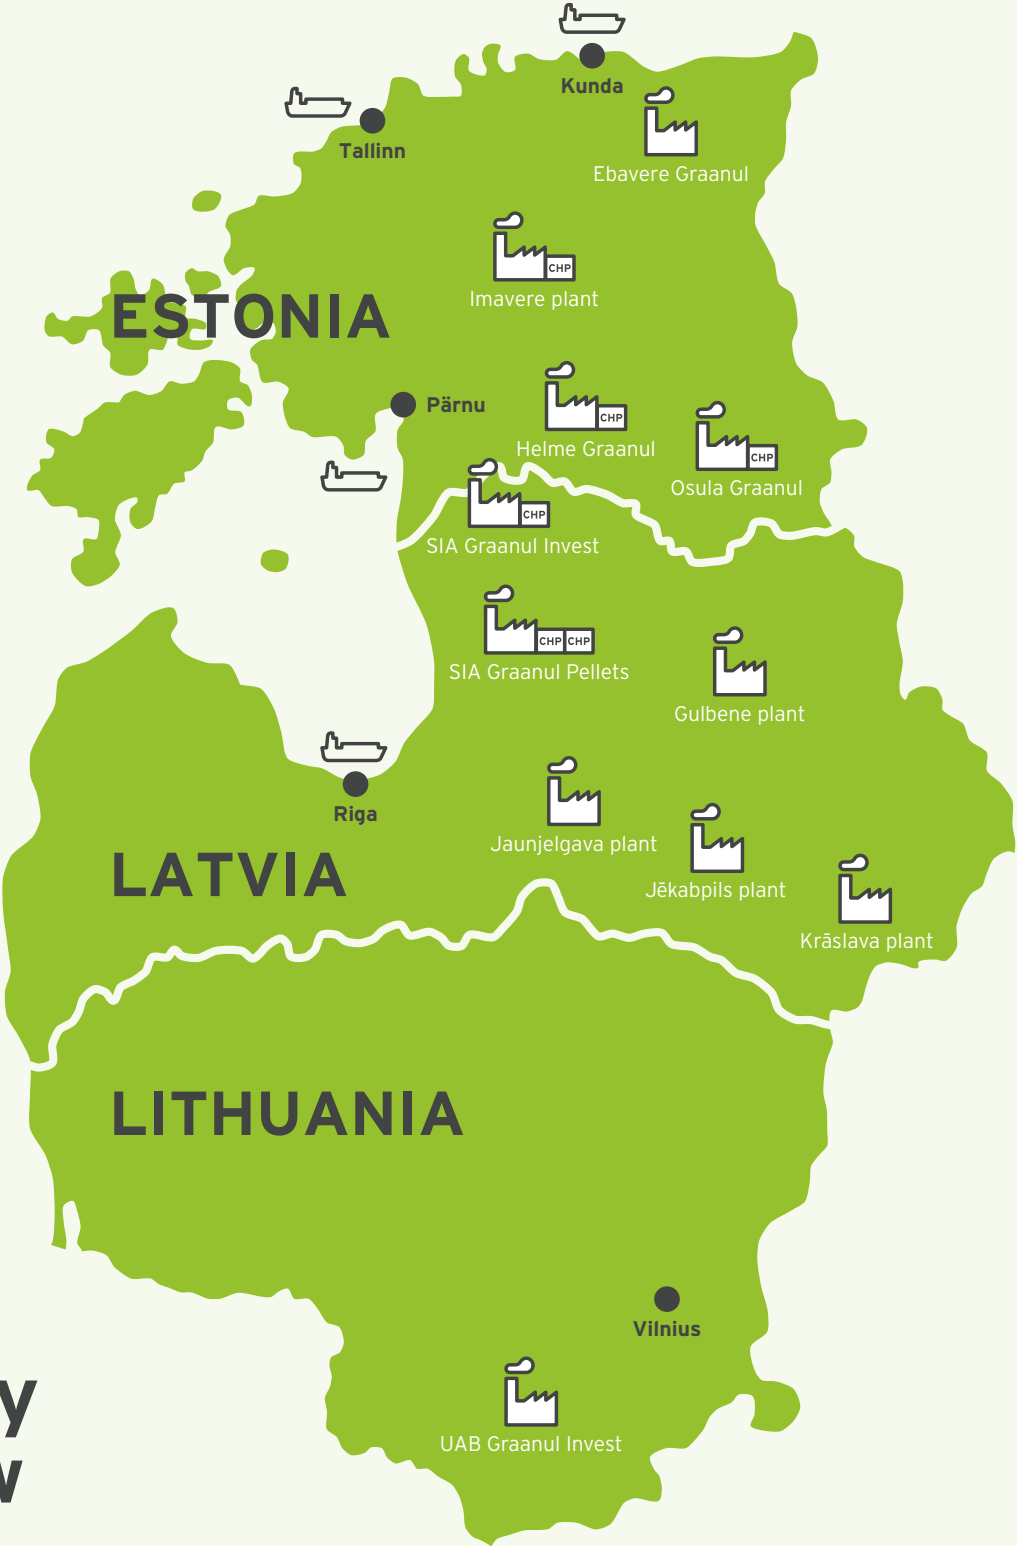 Kunda
Tallinn
Ebavere Graanul
CHP
Imavere plant
ESTONIA
Pärnu
CHP
Helme Graanul
CHP
Osula Graanul
CHP
SIA Graanul Invest
CHP CHP
SIA Graanul Pellets
Gulbene plant
Riga
Jaunjelgava plant
LATVIA
Jēkabpils plant
Krāslava plant
LITHUANIA
Vilnius
y
UAB Graanul Invest